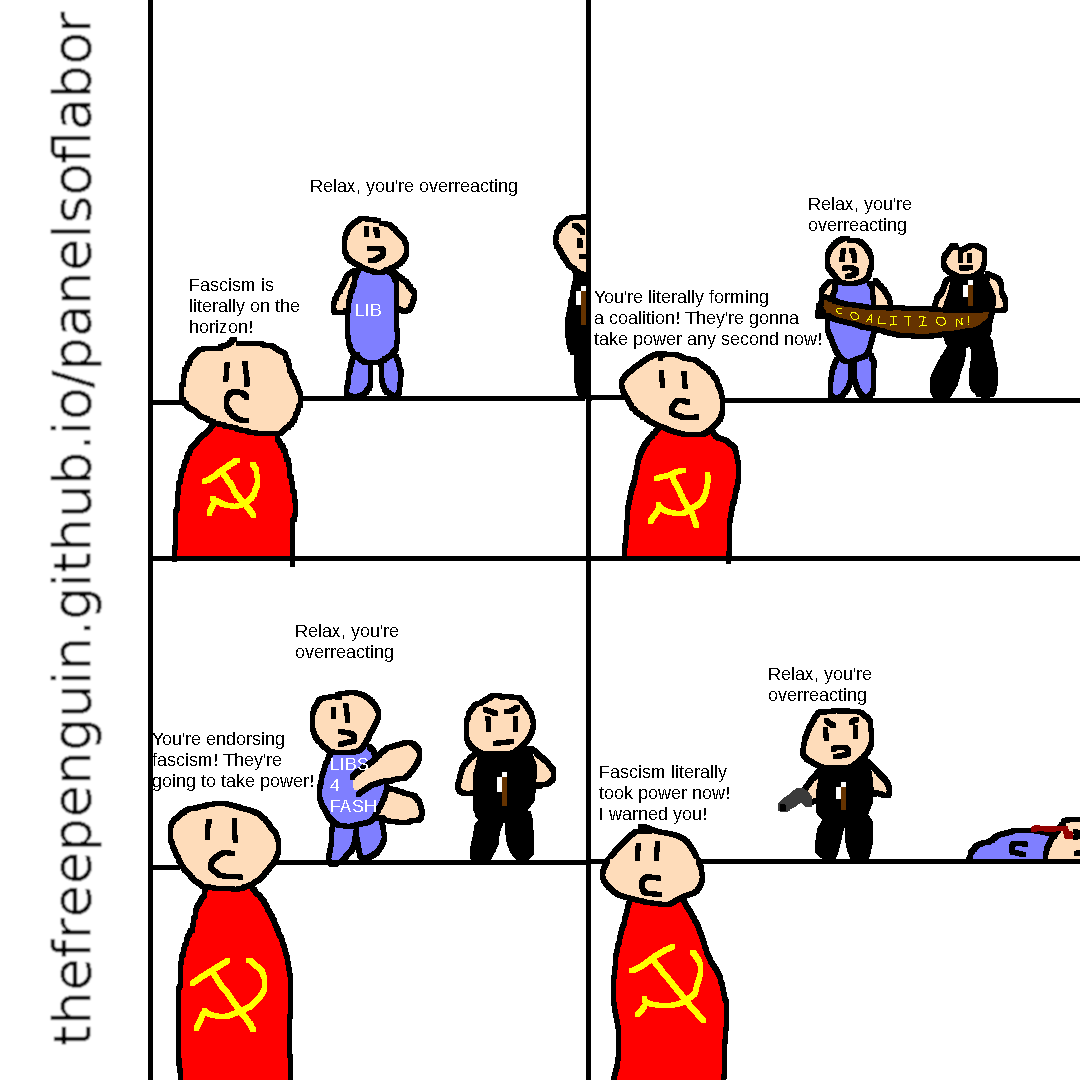 thefreepenguin.github.io/panelsoflabor
Relax, you're overreacting
Fascism is
literally on the
horizon!
LIB
Relax, you're
overreacting
You're literally forming
a coalition! They're gonna
take power any second now!
COALITION!
Relax, you're
overreacting
You're endorsing
fascism! They're
going to take power!
LIBS
4
FASH
Relax, you're
overreacting
Fascism literally
took power now!
I warned you!